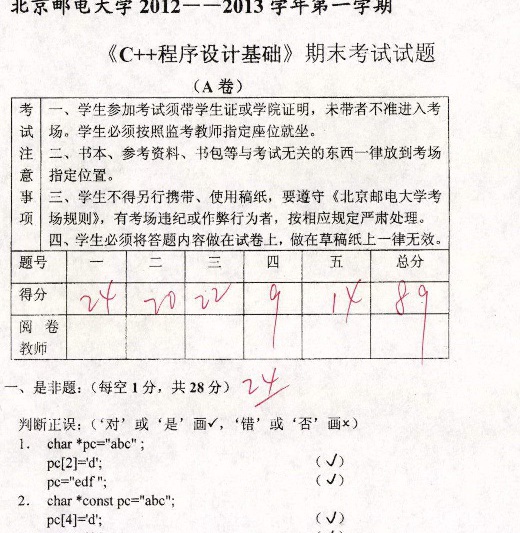 北京邮电大学 2012——2013 学年第一学期
《C++程序设计基础》期末考试试题
（A 卷）
考试注意事项
一、学生参加考试须带学生证或学院证明，未带者不准进入考
场。学生必须按照监考教师指定座位就坐。
二、书本、参考资料、书包等与考试无关的东西一律放到考场
指定位置。
三、学生不得另行携带、使用稿纸，要遵守《北京邮电大学考
场规则》，有考场违纪或作弊行为者，按相应规定严肃处理。
四、学生必须将答题内容做在试卷上，做在草稿纸上一律无效。
题号 一 二 三 四 五 总分
得分 24 20 22 9 14 89
阅 卷
教师
一、是非题：（每空 1 分，共 28 分） 24
判断正误：（‘对’或‘是’画✓，‘错’或‘否’画×）
1. char *pc="abc" ;
pc[2]='d'; （✓）
pc="edf "; （✓）
2. char *const pc="abc";
pc[4]='d'; （✓）